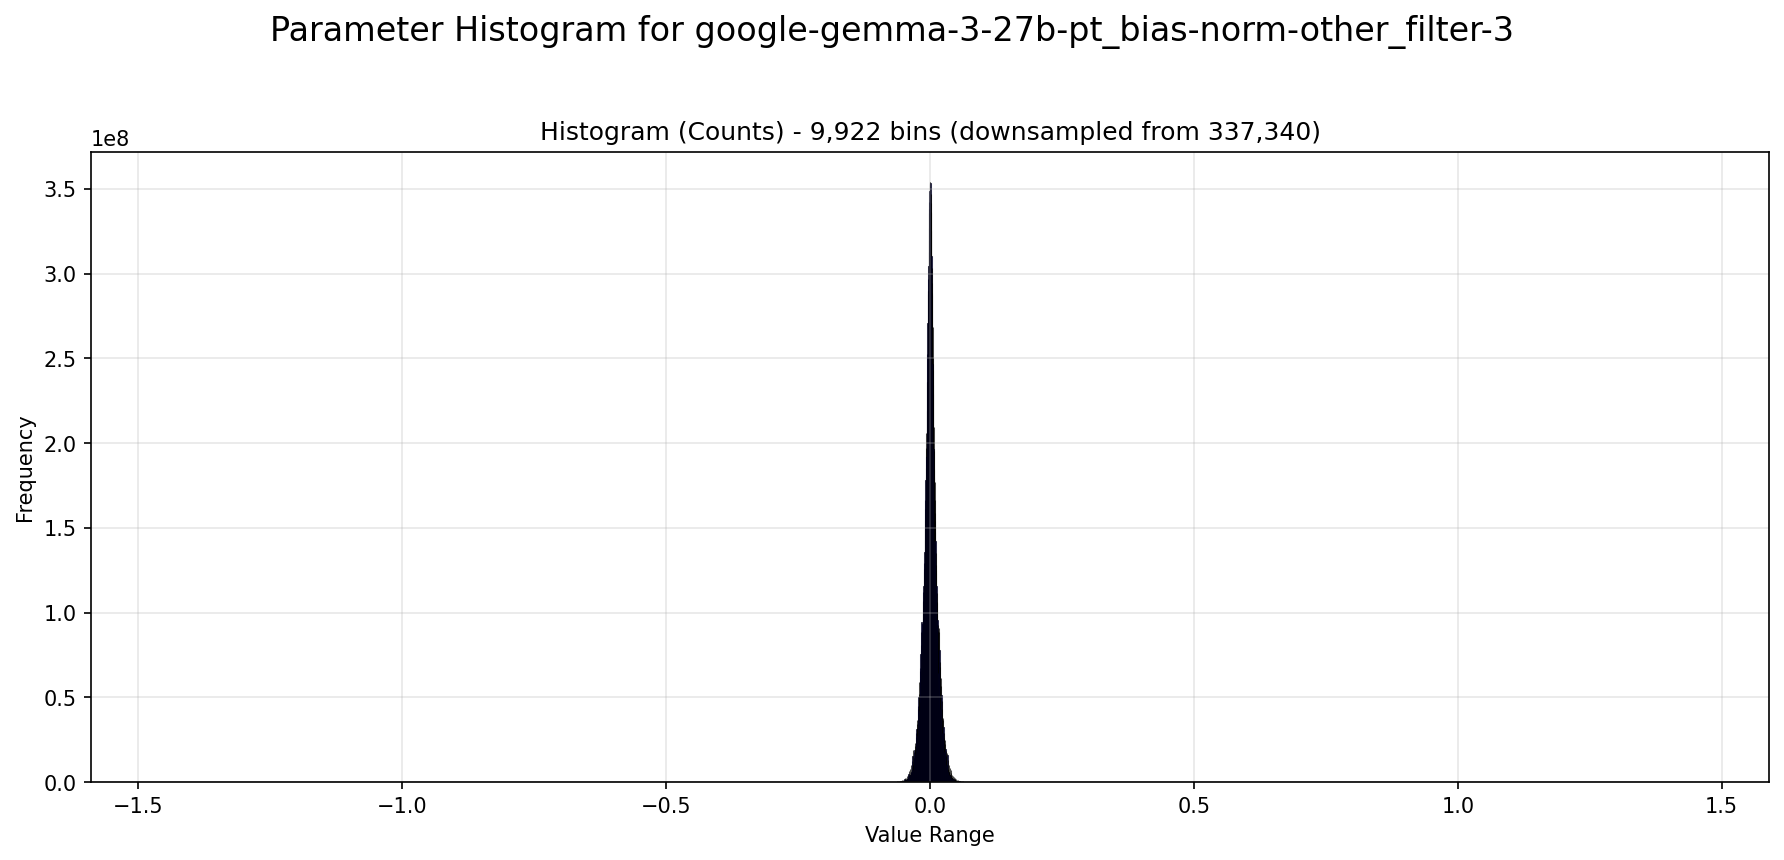 Parameter Histogram for google-gemma-3-27b-pt_bias-norm-other_filter-3
Histogram (Counts) - 9,922 bins (downsampled from 337,340)
1e8
3.5
3.0
2.5
2.0
1.5
1.0
0.5
0.0
Frequency
−1.5 −1.0 −0.5 0.0 0.5 1.0 1.5
Value Range